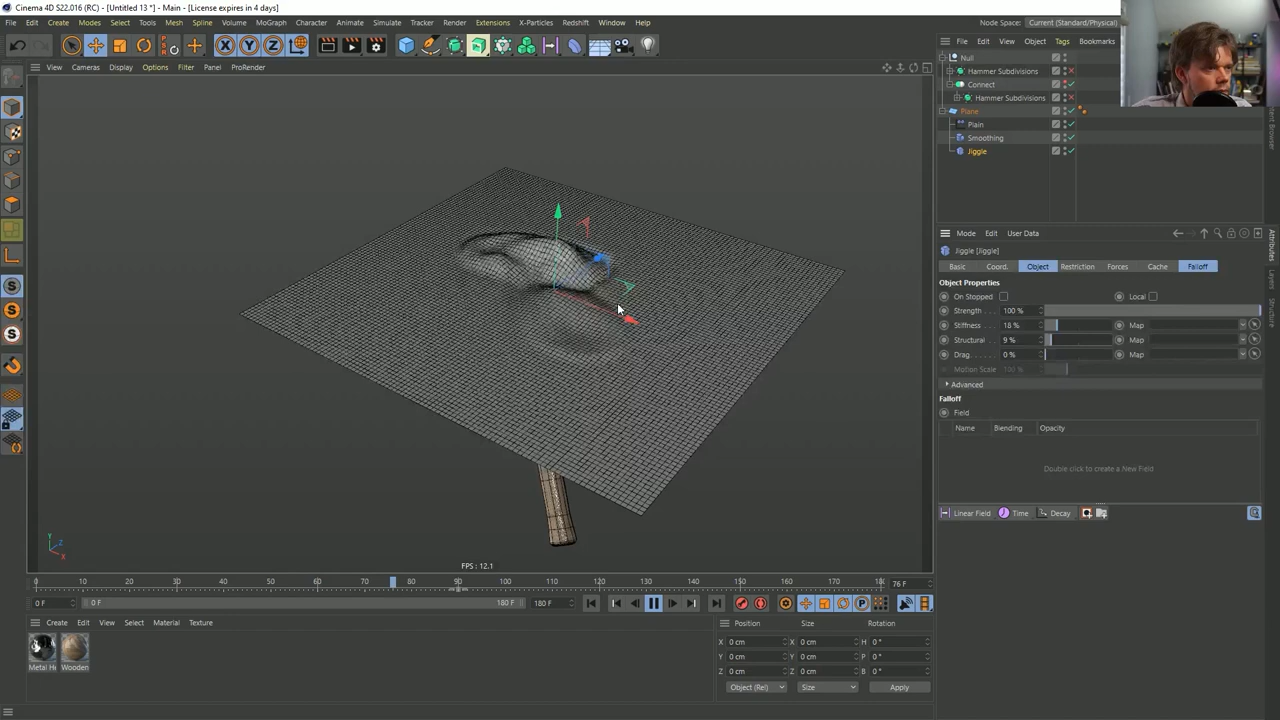 Cinema 4D S22.016 (RC) - [Untitled 13 *] - Main - [License expires in 4 days]
File Edit Create Modes Select Tools Mesh Spline Volume MoGraph Character Animate Simulate Tracker Render Extensions X-Particles Redshift Window Help Node Space: Current (Standard/Physical)
X Y Z PSR
File Edit View Object Tags Bookmarks
View Cameras Display Options Filter Panel ProRender
Null
Hammer Subdivisions
Connect
Hammer Subdivisions
Plane
Plain
Smoothing
Jiggle
Mode Edit User Data
Jiggle [Jiggle]
Basic Coord. Object Restriction Forces Cache Falloff
Object Properties
On Stopped Local
Strength 100 %
Stiffness 18 % Map
Structural 9 % Map
Drag 0 % Map
Motion Scale 100 %
Advanced
Falloff
Field
Name Blending Opacity
Double click to create a New Field
Linear Field Time Decay
Attributes
Y Z X
FPS : 12.1
0 10 20 30 40 50 60 70 80 90 100 110 120 130 140 150 160 170 180 76 F
0 F 0 F 180 F 180 F
Create Edit View Select Material Texture
Position Size Rotation
X 0 cm X 0 cm H 0 °
Y 0 cm Y 0 cm P 0 °
Z 0 cm Z 0 cm B 0 °
Object (Rel) Size Apply
Metal He Wooden